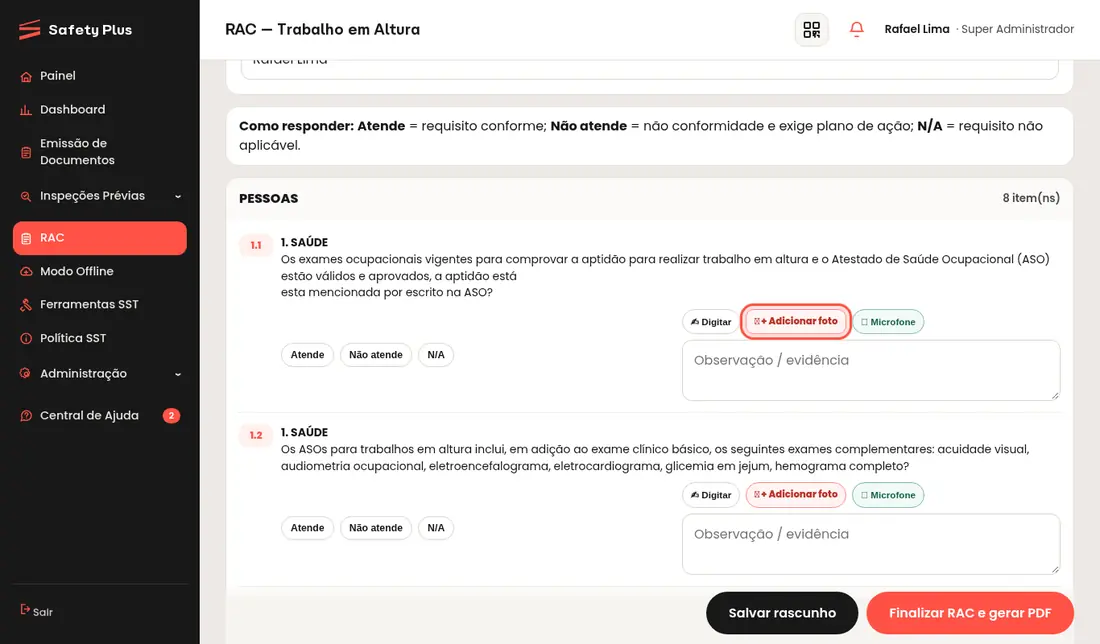 Safety Plus
Painel
Dashboard
Emissão de
Documentos
Inspeções Prévias
RAC
Modo Offline
Ferramentas SST
Política SST
Administração
Central de Ajuda 2
Sair
RAC — Trabalho em Altura
Rafael Lima · Super Administrador
Rafael Lima
Como responder: Atende = requisito conforme; Não atende = não conformidade e exige plano de ação; N/A = requisito não
aplicável.
PESSOAS 8 item(ns)
1.1 1. SAÚDE
Os exames ocupacionais vigentes para comprovar a aptidão para realizar trabalho em altura e o Atestado de Saúde Ocupacional (ASO)
estão válidos e aprovados, a aptidão está
esta mencionada por escrito na ASO?
✍ Digitar + Adicionar foto Microfone
Atende Não atende N/A
Observação / evidência
1.2 1. SAÚDE
Os ASOs para trabalhos em altura inclui, em adição ao exame clínico básico, os seguintes exames complementares: acuidade visual,
audiometria ocupacional, eletroencefalograma, eletrocardiograma, glicemia em jejum, hemograma completo?
✍ Digitar + Adicionar foto Microfone
Atende Não atende N/A
Observação / evidência
Salvar rascunho Finalizar RAC e gerar PDF